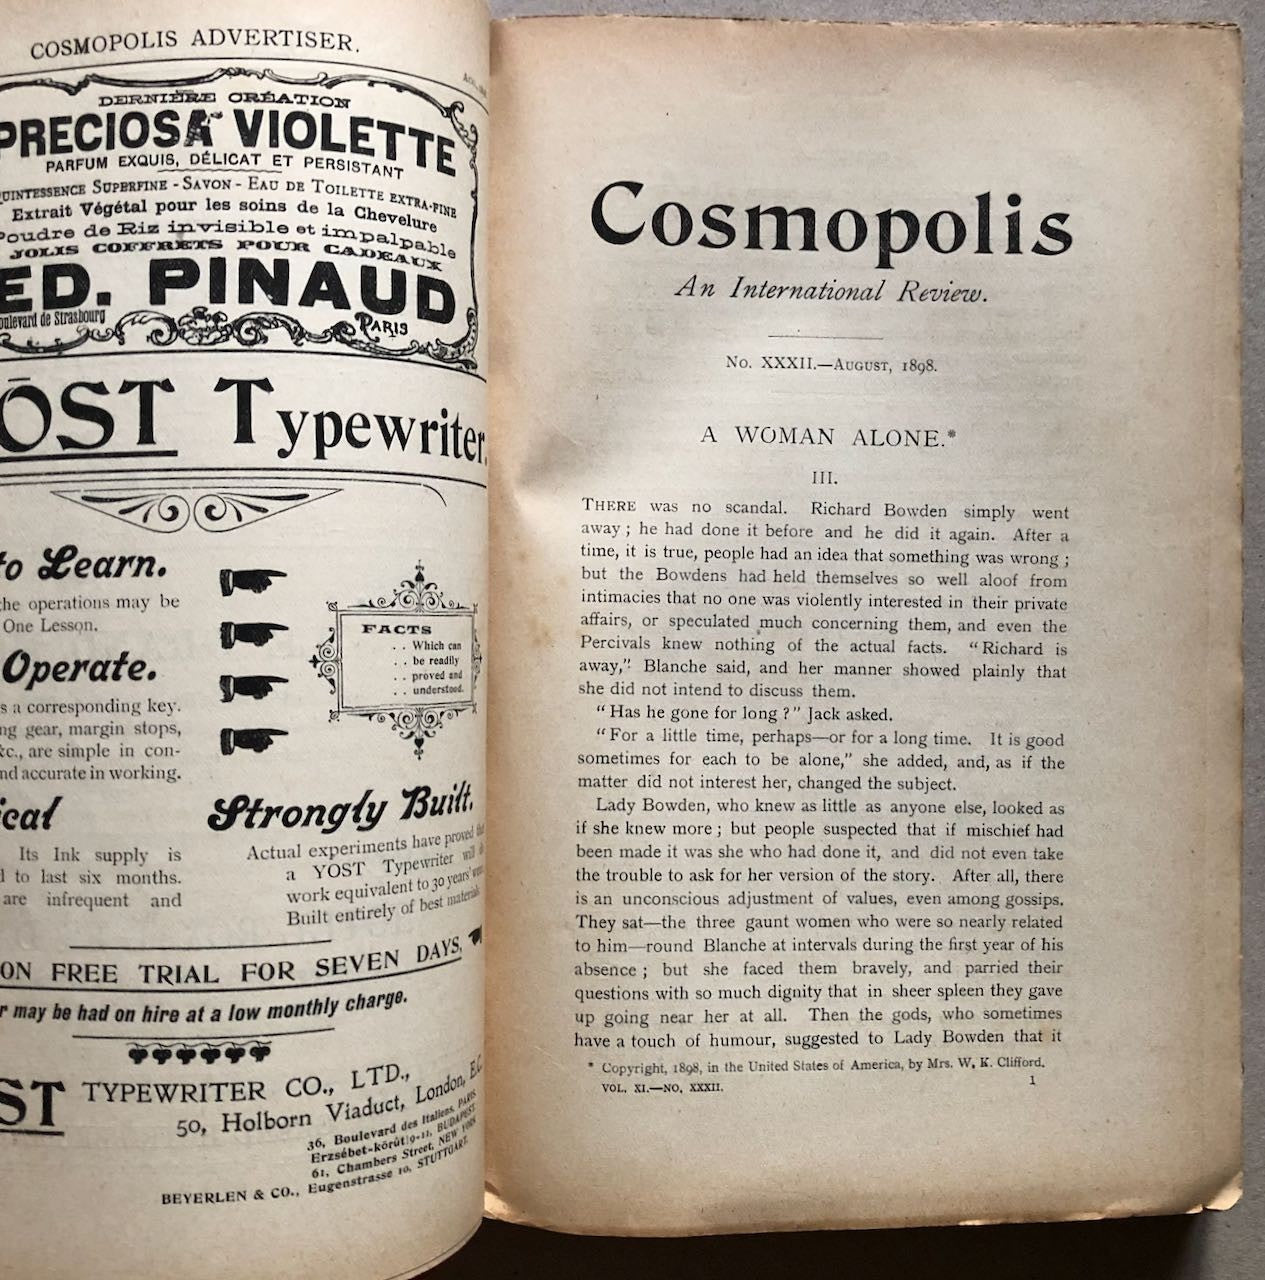 COSMOPOLIS ADVERTISER.
DERNIÈRE CRÉATION
PRECIOSA VIOLETTE
PARFUM EXQUIS, DÉLICAT ET PERSISTANT
QUINTESSENCE SUPERFINE - SAVON - EAU DE TOILETTE EXTRA-FINE
Extrait Végétal pour les soins de la Chevelure
Poudre de Riz invisible et impalpable
JOLIS COFFRETS POUR CADEAUX
ED. PINAUD
Boulevard de Strasbourg PARIS
OST Typewriter.
to Learn.
the operations may be
One Lesson.
FACTS
. . Which can
. . be readily
. . proved and
. . understood.
Operate.
s a corresponding key.
ng gear, margin stops,
&c., are simple in con-
nd accurate in working.
ical
Its Ink supply is
d to last six months.
are infrequent and
Strongly Built.
Actual experiments have proved
a YOST Typewriter will
work equivalent to 30 years'
Built entirely of best materials
ON FREE TRIAL FOR SEVEN DAYS,
r may be had on hire at a low monthly charge.
ST TYPEWRITER CO., LTD.,
50, Holborn Viaduct, London, E.C.
36, Boulevard des Italiens, PARIS
Erzsébet-körút 9-11, BUDAPEST.
61, Chambers Street, NEW YORK
BEYERLEN & CO., Eugenstrasse 10, STUTTGART.
Cosmopolis
An International Review.
No. XXXII.—August, 1898.
A WOMAN ALONE.*
III.
THERE was no scandal. Richard Bowden simply went
away; he had done it before and he did it again. After a
time, it is true, people had an idea that something was wrong;
but the Bowdens had held themselves so well aloof from
intimacies that no one was violently interested in their private
affairs, or speculated much concerning them, and even the
Percivals knew nothing of the actual facts. "Richard is
away," Blanche said, and her manner showed plainly that
she did not intend to discuss them.
"Has he gone for long?" Jack asked.
"For a little time, perhaps—or for a long time. It is good
sometimes for each to be alone," she added, and, as if the
matter did not interest her, changed the subject.
Lady Bowden, who knew as little as anyone else, looked as
if she knew more; but people suspected that if mischief had
been made it was she who had done it, and did not even take
the trouble to ask for her version of the story. After all, there
is an unconscious adjustment of values, even among gossips.
They sat—the three gaunt women who were so nearly related
to him—round Blanche at intervals during the first year of his
absence; but she faced them bravely, and parried their
questions with so much dignity that in sheer spleen they gave
up going near her at all. Then the gods, who sometimes
have a touch of humour, suggested to Lady Bowden that it
* Copyright, 1898, in the United States of America, by Mrs. W. K. Clifford.
VOL. XI.—NO. XXXII. 1